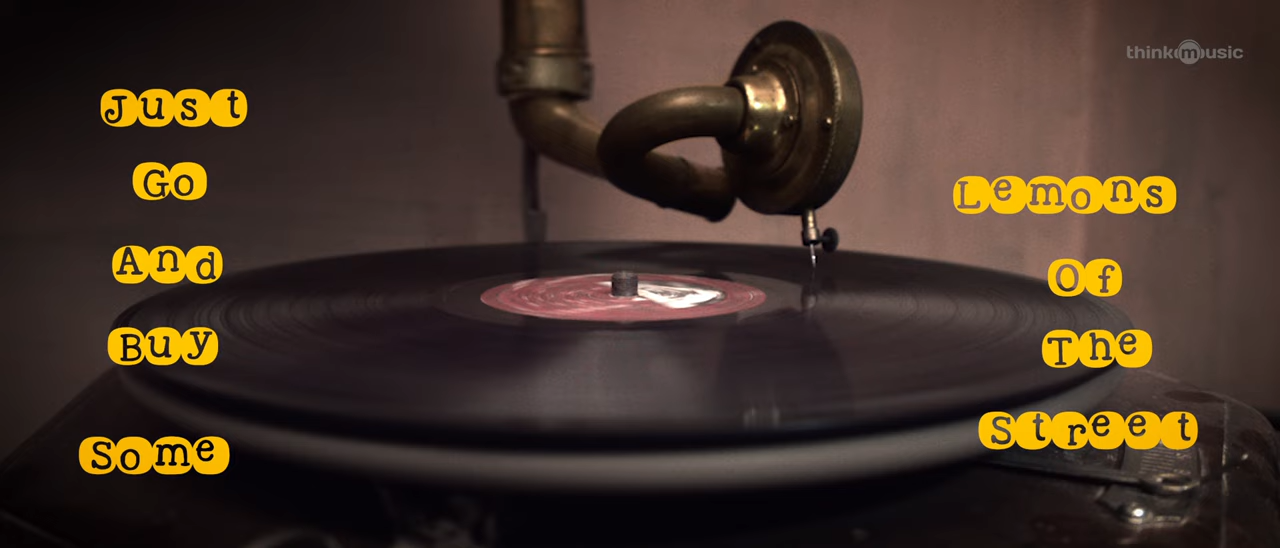 Just
Go
And
Buy
Some
Lemons
Of
The
Street
thinkmusic